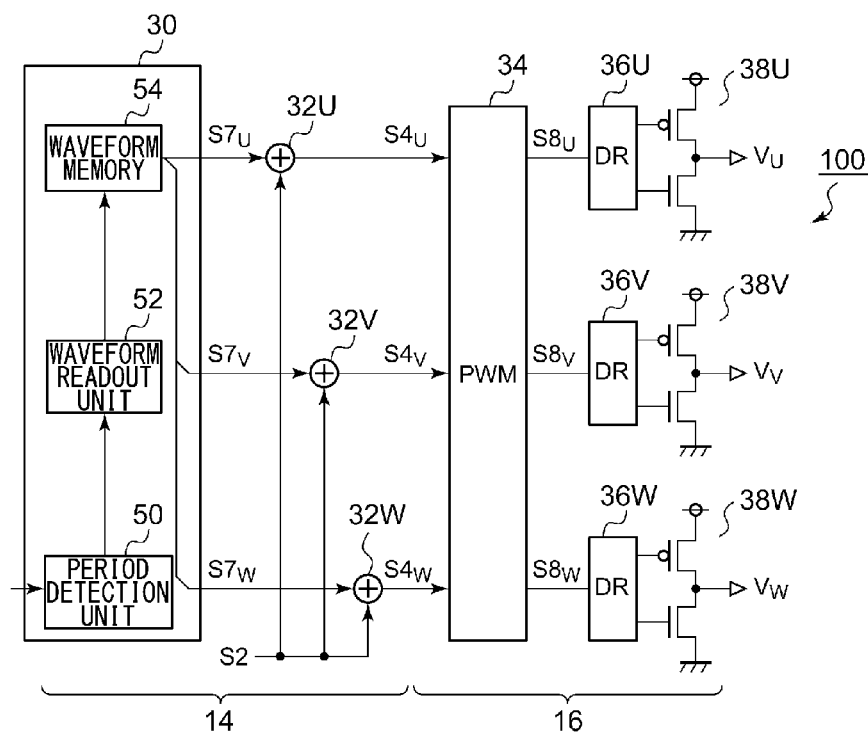 30
54
WAVEFORM
MEMORY
52
WAVEFORM
READOUT
UNIT
50
PERIOD
DETECTION
UNIT
S7U
S7V
S7W
32U
32V
32W
S2
S4U
S4V
S4W
14
34
PWM
S8U
S8V
S8W
36U
DR
38U
VU
36V
DR
38V
VV
36W
DR
38W
VW
16
100